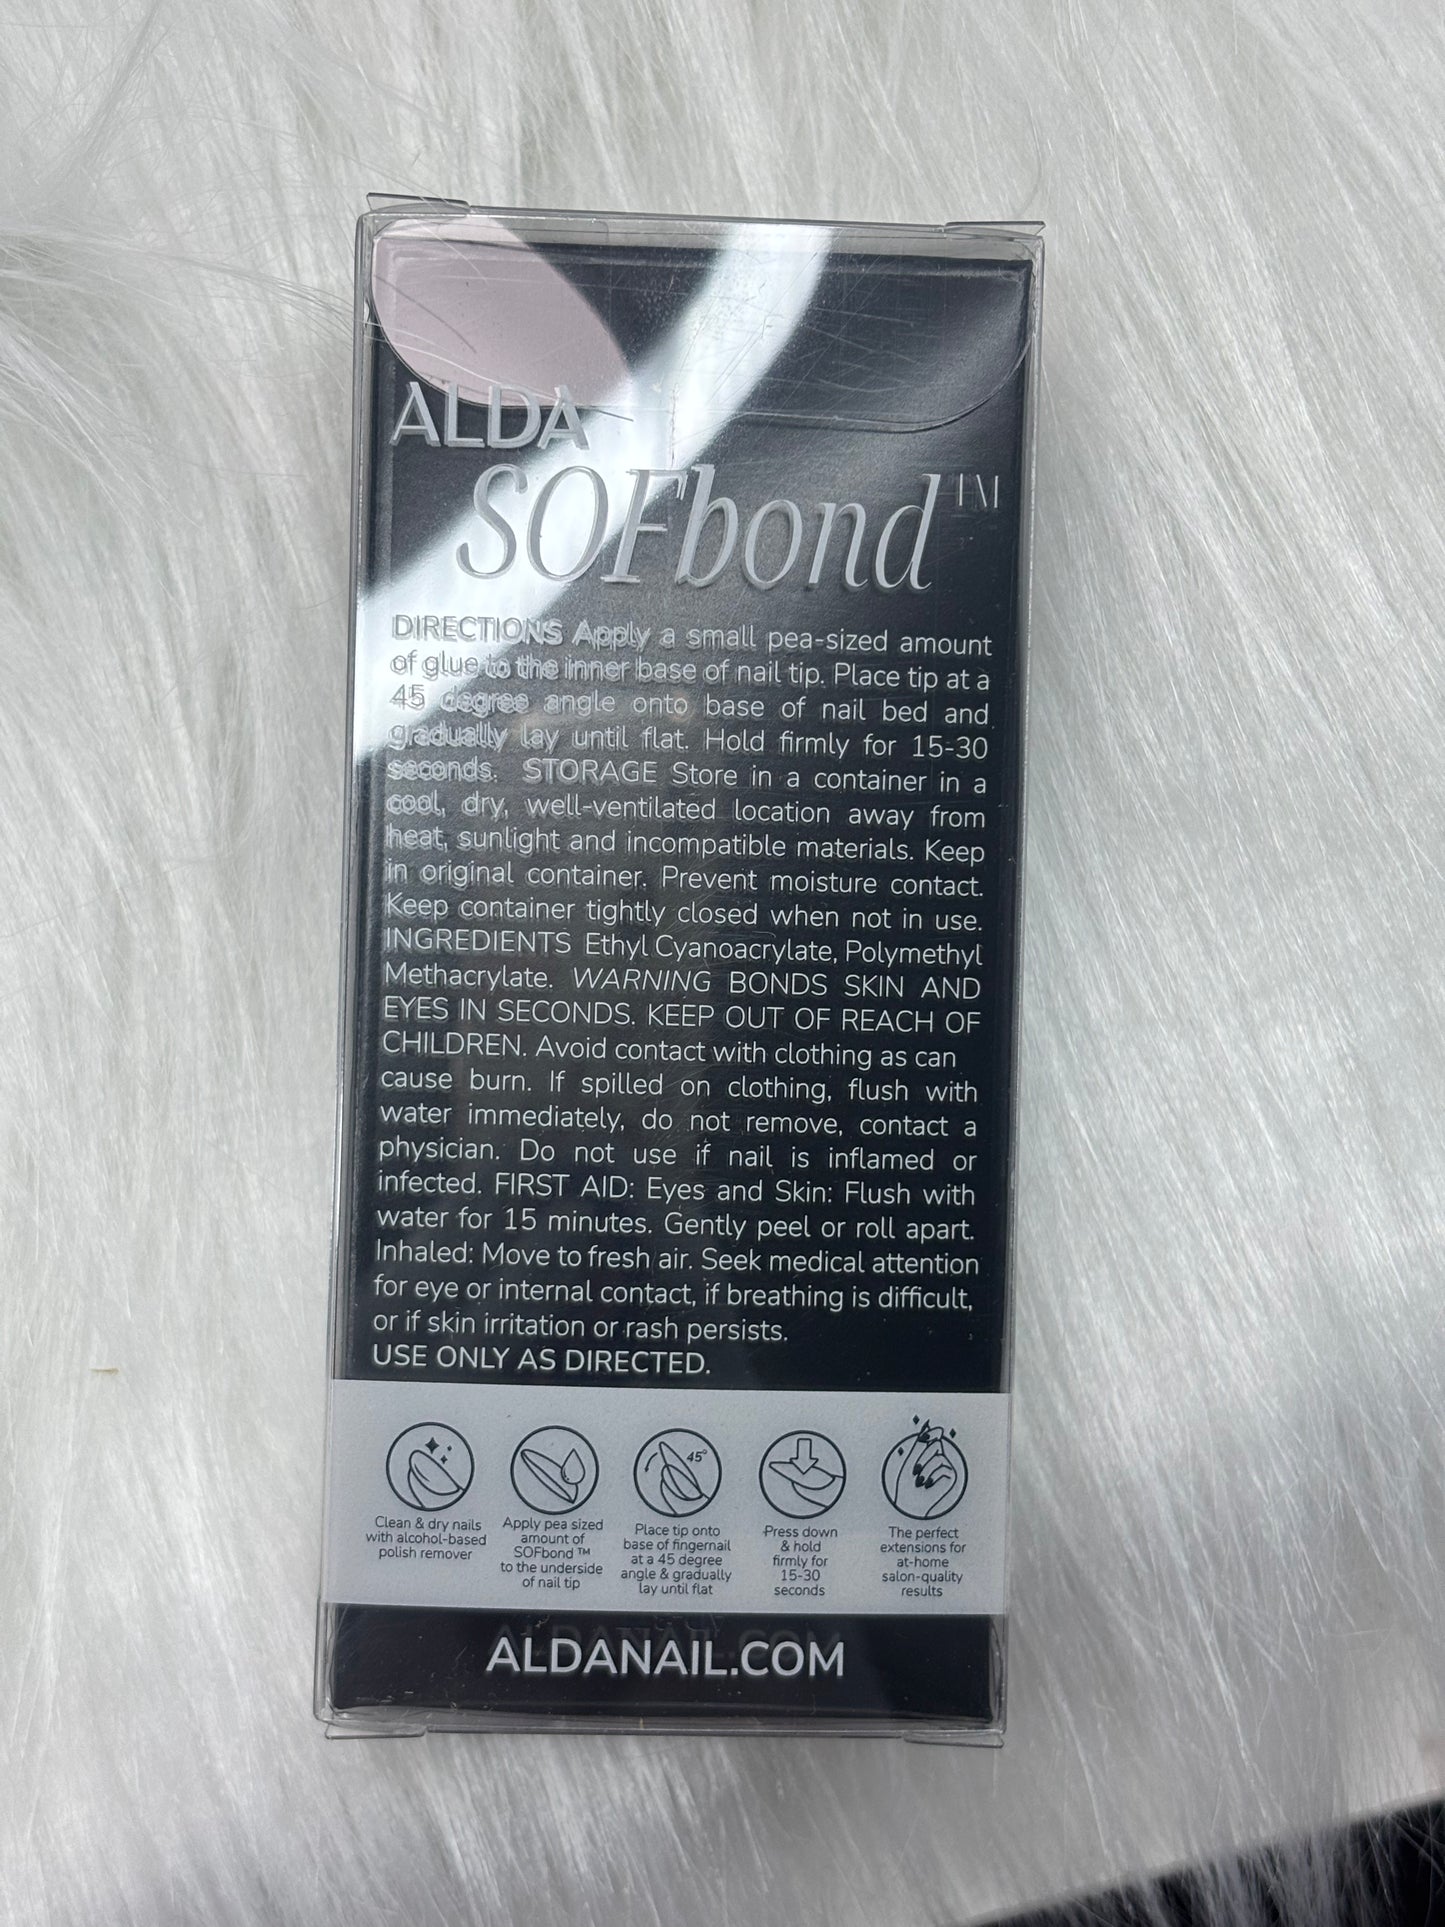 ALDA
SOFbond™
DIRECTIONS Apply a small pea-sized amount
of glue to the inner base of nail tip. Place tip at a
45 degree angle onto base of nail bed and
gradually lay until flat. Hold firmly for 15-30
seconds. STORAGE Store in a container in a
cool, dry, well-ventilated location away from
heat, sunlight and incompatible materials. Keep
in original container. Prevent moisture contact.
Keep container tightly closed when not in use.
INGREDIENTS Ethyl Cyanoacrylate, Polymethyl
Methacrylate. WARNING BONDS SKIN AND
EYES IN SECONDS. KEEP OUT OF REACH OF
CHILDREN. Avoid contact with clothing as can
cause burn. If spilled on clothing, flush with
water immediately, do not remove, contact a
physician. Do not use if nail is inflamed or
infected. FIRST AID: Eyes and Skin: Flush with
water for 15 minutes. Gently peel or roll apart.
Inhaled: Move to fresh air. Seek medical attention
for eye or internal contact, if breathing is difficult,
or if skin irritation or rash persists.
USE ONLY AS DIRECTED.
45°
Clean & dry nails
with alcohol-based
polish remover
Apply pea sized
amount of
SOFbond™
to the underside
of nail tip
Place tip onto
base of fingernail
at a 45 degree
angle & gradually
lay until flat
Press down
& hold
firmly for
15-30
seconds
The perfect
extensions for
at-home
salon-quality
results
ALDANAIL.COM